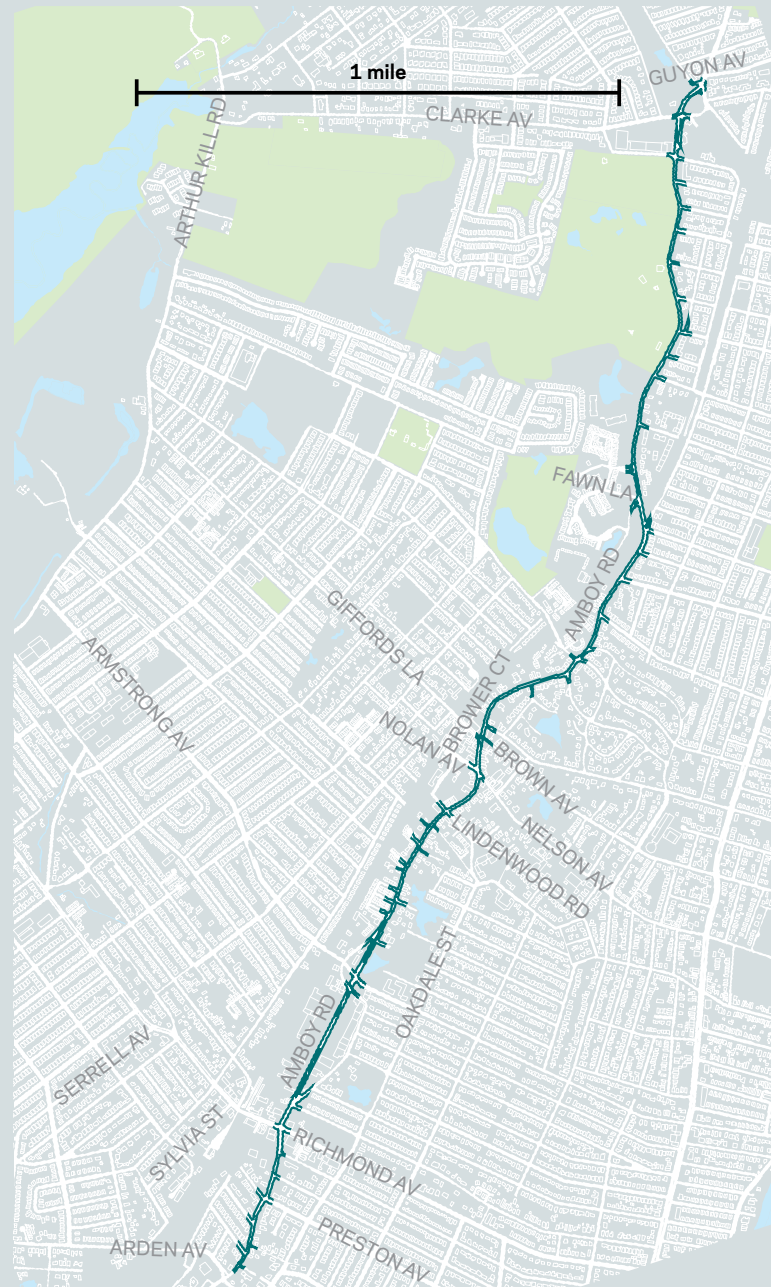 GUYON AV
1 mile
CLARKE AV
ARTHUR KILL RD
FAWN LA
AMBOY RD
GIFFORDS LA
ARMSTRONG AV
BROWER CT
NOLAN AV
BROWN AV
NELSON AV
LINDENWOOD RD
OAKDALE ST
AMBOY RD
SERRELL AV
SYLVIA ST
RICHMOND AV
PRESTON AV
ARDEN AV